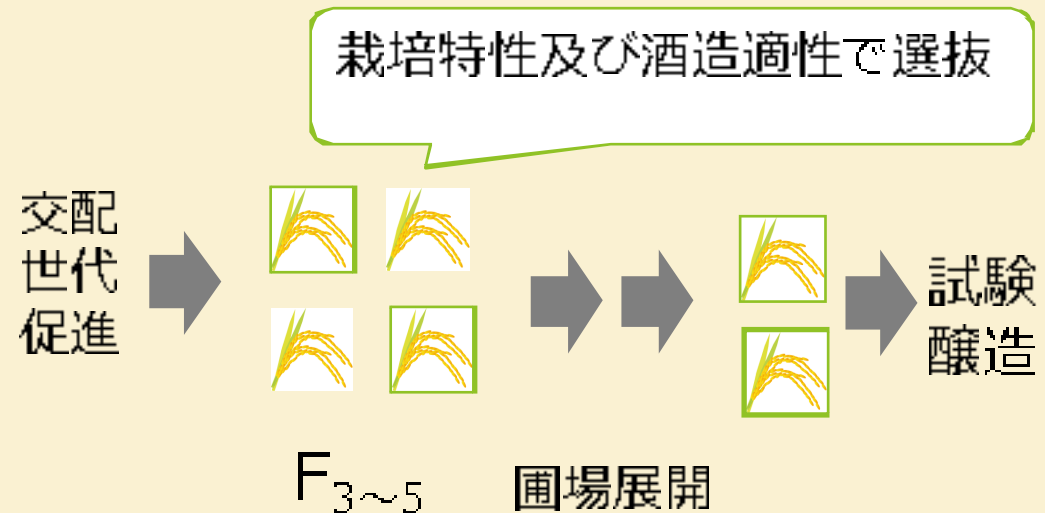 栽培特性及び酒造適性で選抜
交配
世代
促進
試験
醸造
F3～5
圃場展開